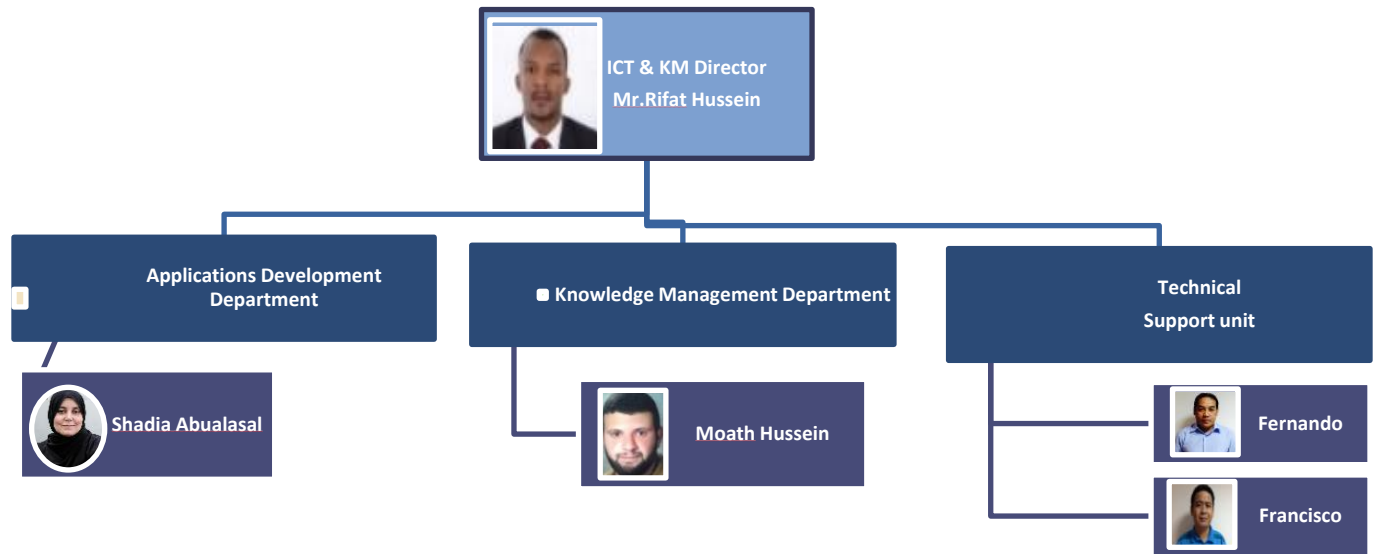 ICT & KM Director
Mr.Rifat Hussein
Applications Development
Department
Knowledge Management Department
Technical
Support unit
Shadia Abualasal
Moath Hussein
Fernando
Francisco